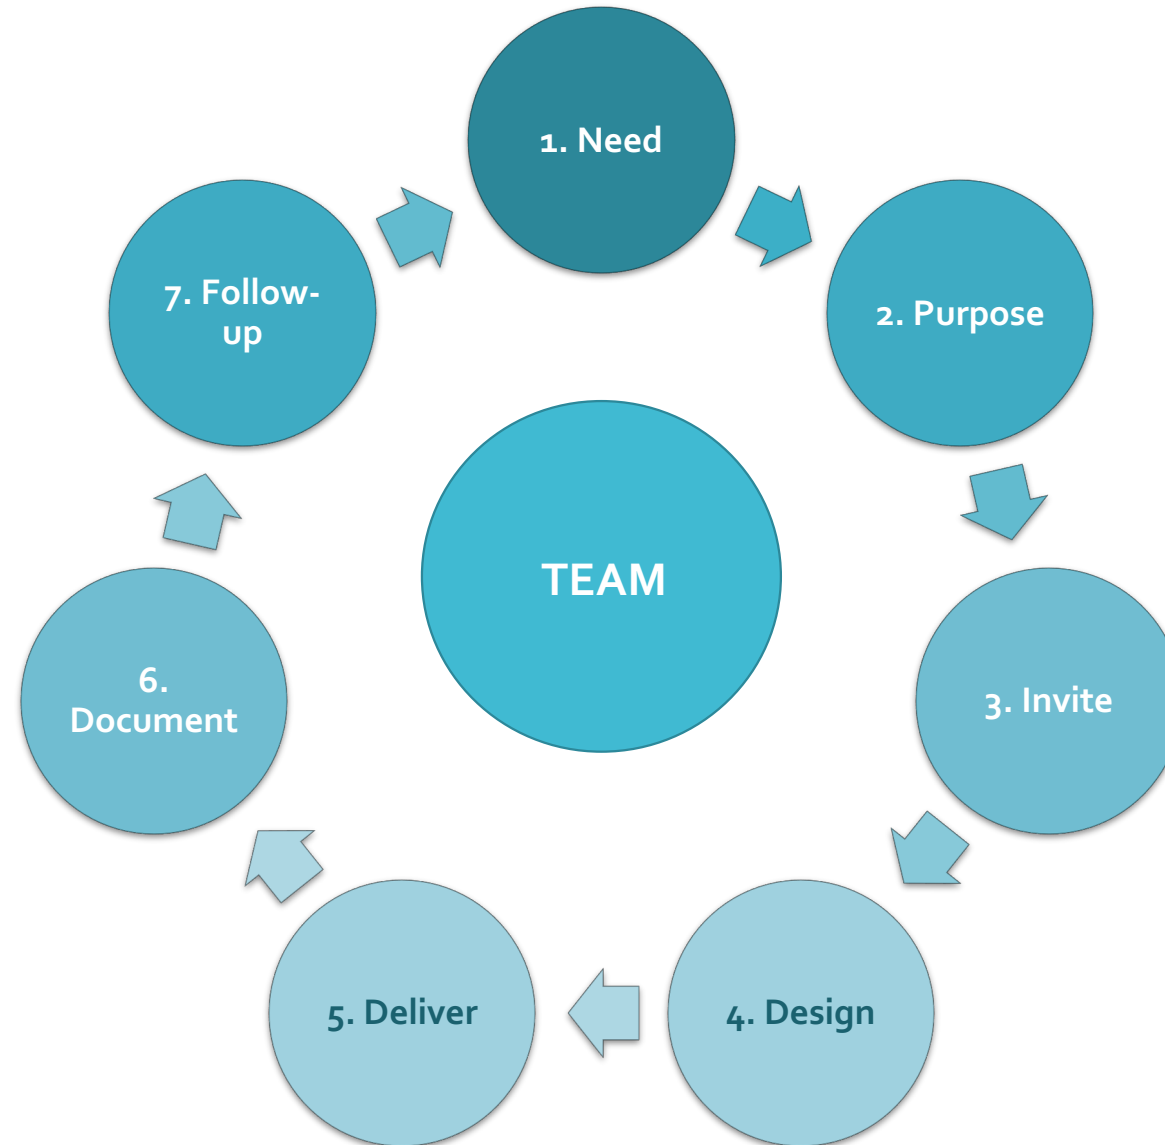 1. Need
2. Purpose
3. Invite
4. Design
5. Deliver
6.
Document
7. Follow-
up
TEAM